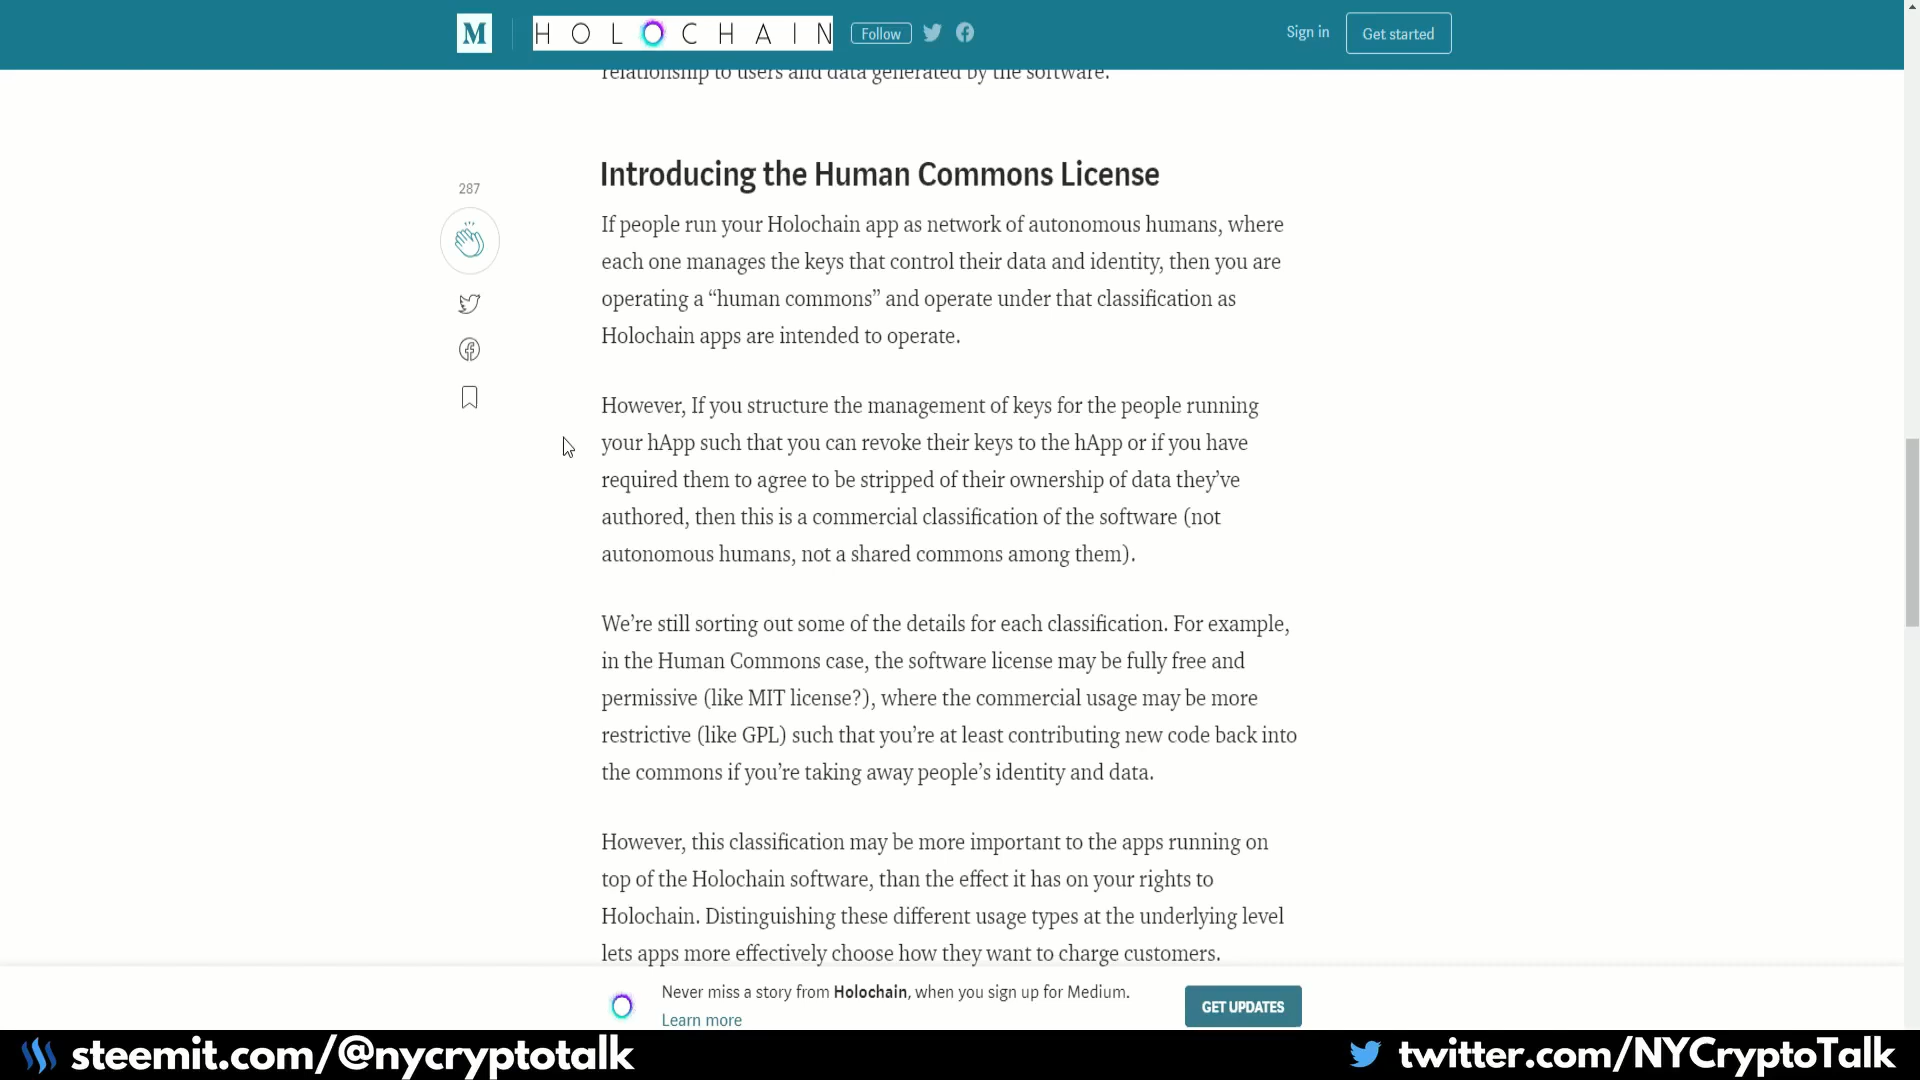 M
HOLOCHAIN
Follow
Sign in
Get started
relationship to users and data generated by the software.
Introducing the Human Commons License
287
If people run your Holochain app as network of autonomous humans, where
each one manages the keys that control their data and identity, then you are
operating a “human commons” and operate under that classification as
Holochain apps are intended to operate.
However, If you structure the management of keys for the people running
your hApp such that you can revoke their keys to the hApp or if you have
required them to agree to be stripped of their ownership of data they’ve
authored, then this is a commercial classification of the software (not
autonomous humans, not a shared commons among them).
We’re still sorting out some of the details for each classification. For example,
in the Human Commons case, the software license may be fully free and
permissive (like MIT license?), where the commercial usage may be more
restrictive (like GPL) such that you’re at least contributing new code back into
the commons if you’re taking away people’s identity and data.
However, this classification may be more important to the apps running on
top of the Holochain software, than the effect it has on your rights to
Holochain. Distinguishing these different usage types at the underlying level
lets apps more effectively choose how they want to charge customers.
Never miss a story from Holochain, when you sign up for Medium.
Learn more
GET UPDATES
steemit.com/@nycryptotalk
twitter.com/NYCryptoTalk